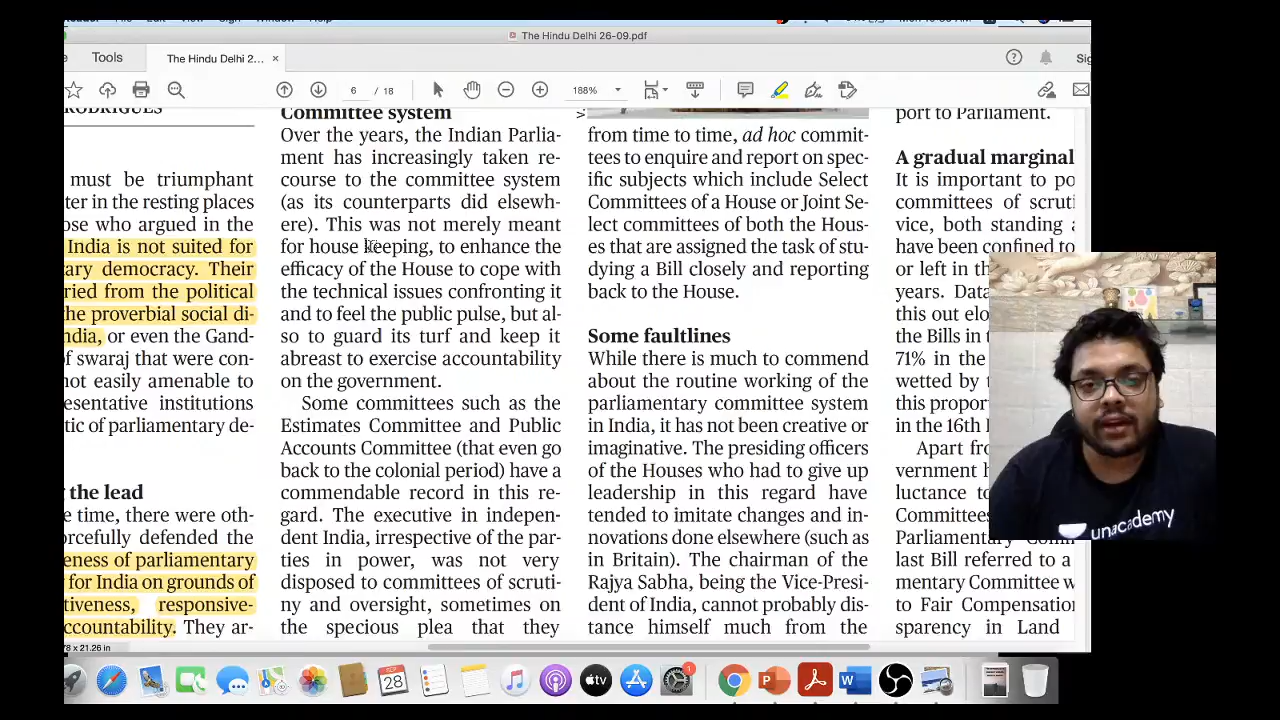 The Hindu Delhi 26-09.pdf
Tools
The Hindu Delhi 2...
×
6 / 18
188%
RODRIGUES
must be triumphant
ter in the resting places
ose who argued in the
India is not suited for
tary democracy. Their
ried from the political
the proverbial social di-
ndia, or even the Gand-
of swaraj that were con-
not easily amenable to
esentative institutions
tic of parliamentary de-
g the lead
e time, there were oth-
orcefully defended the
eness of parliamentary
for India on grounds of
tiveness, responsive-
ccountability. They ar-
Committee system
Over the years, the Indian Parlia-
ment has increasingly taken re-
course to the committee system
(as its counterparts did elsewh-
ere). This was not merely meant
for house keeping, to enhance the
efficacy of the House to cope with
the technical issues confronting it
and to feel the public pulse, but al-
so to guard its turf and keep it
abreast to exercise accountability
on the government.
Some committees such as the
Estimates Committee and Public
Accounts Committee (that even go
back to the colonial period) have a
commendable record in this re-
gard. The executive in indepen-
dent India, irrespective of the par-
ties in power, was not very
disposed to committees of scruti-
ny and oversight, sometimes on
the specious plea that they
from time to time, ad hoc commit-
tees to enquire and report on spec-
ific subjects which include Select
Committees of a House or Joint Se-
lect committees of both the Hous-
es that are assigned the task of stu-
dying a Bill closely and reporting
back to the House.
Some faultlines
While there is much to commend
about the routine working of the
parliamentary committee system
in India, it has not been creative or
imaginative. The presiding officers
of the Houses who had to give up
leadership in this regard have
tended to imitate changes and in-
novations done elsewhere (such as
in Britain). The chairman of the
Rajya Sabha, being the Vice-Presi-
dent of India, cannot probably dis-
tance himself much from the
port to Parliament.
A gradual marginal
It is important to po
committees of scruti
vice, both standing a
have been confined to
or left in th
years. Data
this out elo
the Bills in t
71% in the
wetted by t
this propor
in the 16th
Apart fro
vernment h
luctance to
Committees
Parliamentary
last Bill referred to a
mentary Committee w
to Fair Compensation
sparency in Land
unacademy
78 x 21.26 in
SEP
28
1